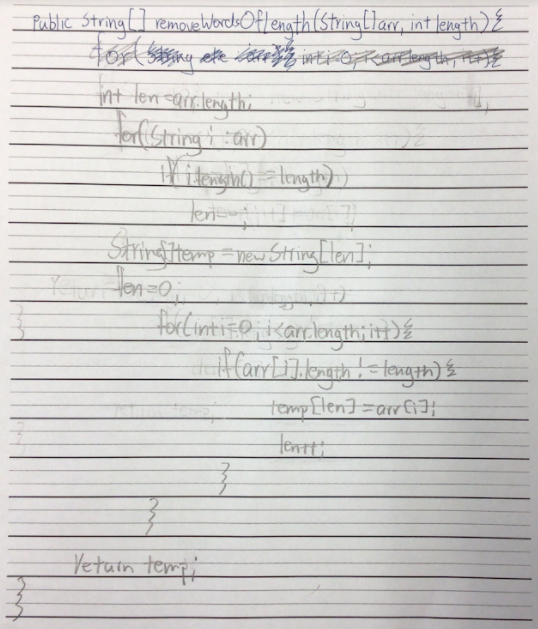 Public String[] removeWordsOfLength(String[] arr, int length){
int len = arr.length;
for(String i : arr)
if(i.length() == length)
len--;
String[] temp = new String[len];
len=0;
for(int i=0; i<arr.length; i++){
if(arr[i].length != length){
temp[len] = arr[i];
len++;
}
}
return temp;
}